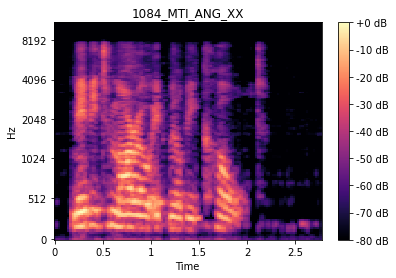 1084_MTI_ANG_XX
8192
4096
2048
1024
512
0
Hz
0 0.5 1 1.5 2 2.5
Time
+0 dB
-10 dB
-20 dB
-30 dB
-40 dB
-50 dB
-60 dB
-70 dB
-80 dB